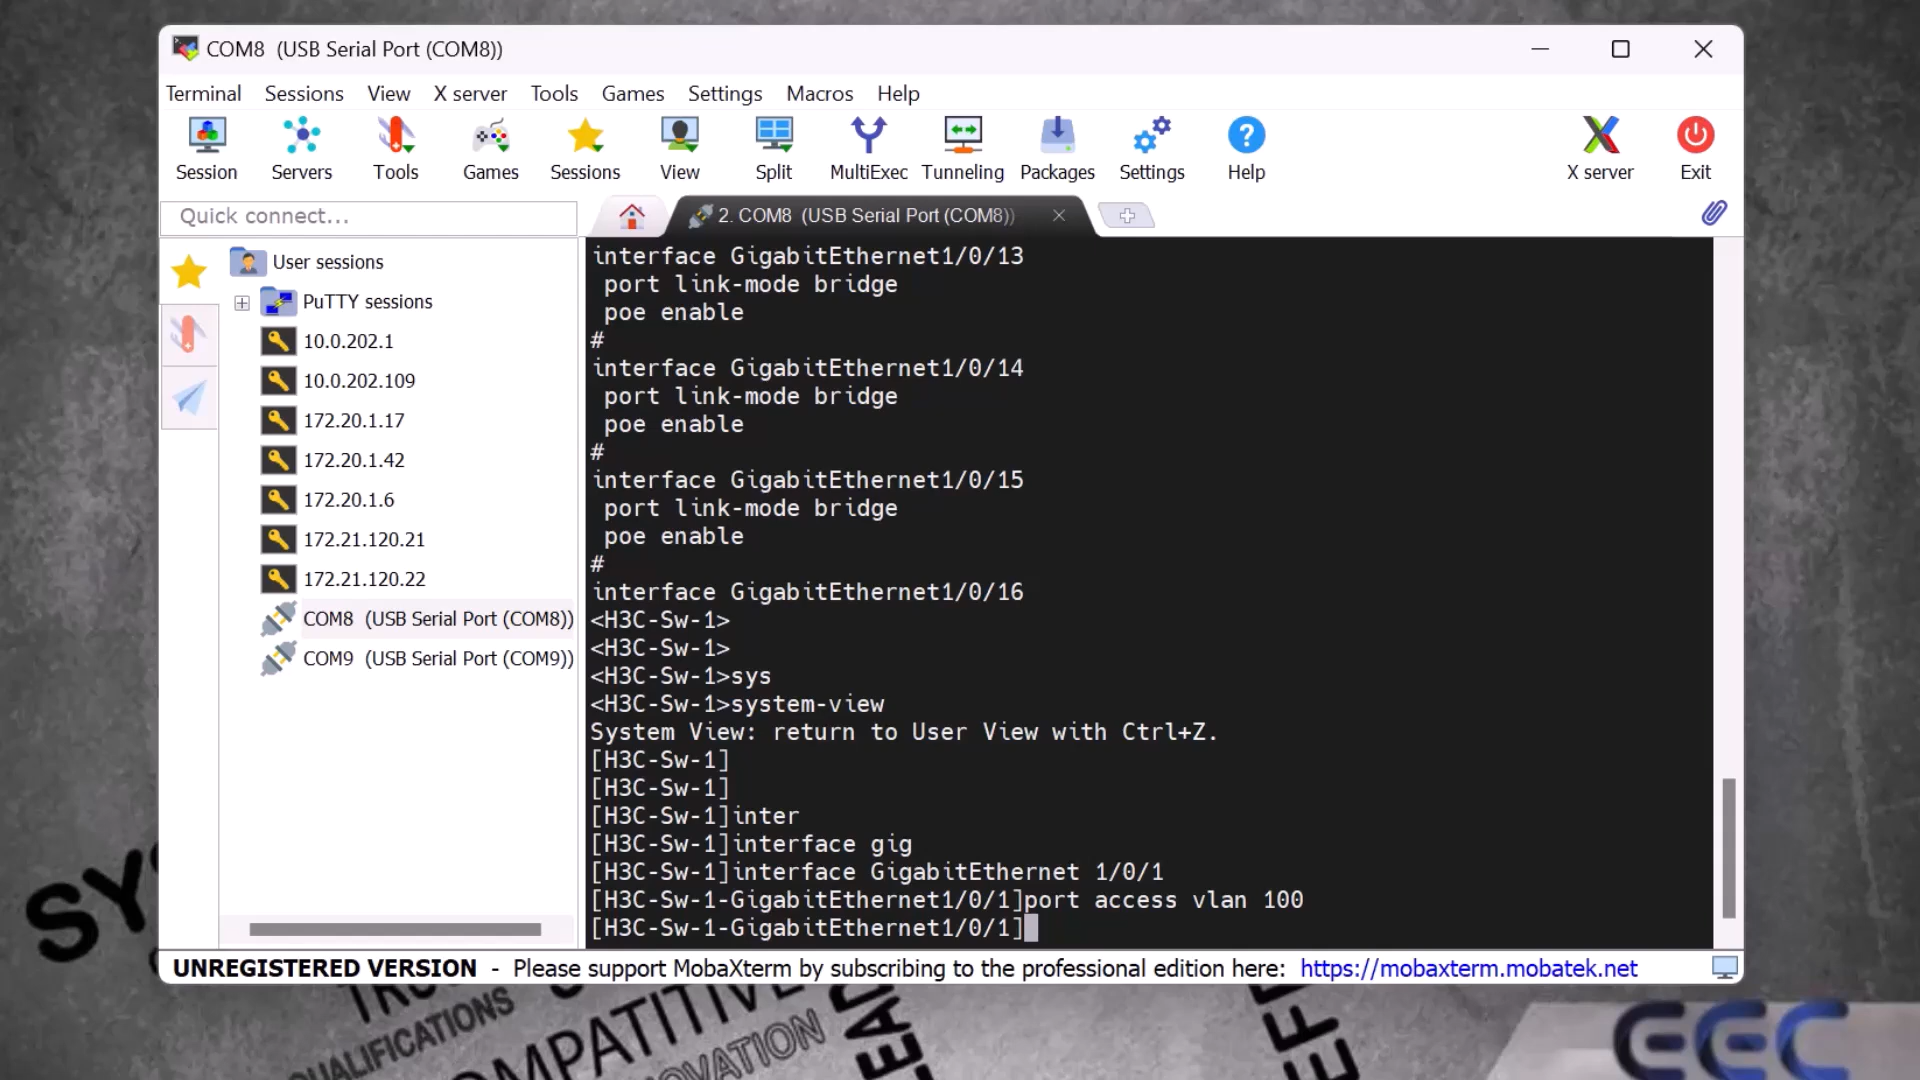 COM8 (USB Serial Port (COM8))
Terminal Sessions View X server Tools Games Settings Macros Help
Session Servers Tools Games Sessions View Split MultiExec Tunneling Packages Settings Help X server Exit
Quick connect...
2. COM8 (USB Serial Port (COM8))
User sessions
PuTTY sessions
10.0.202.1
10.0.202.109
172.20.1.17
172.20.1.42
172.20.1.6
172.21.120.21
172.21.120.22
COM8 (USB Serial Port (COM8))
COM9 (USB Serial Port (COM9))
interface GigabitEthernet1/0/13
port link-mode bridge
poe enable
#
interface GigabitEthernet1/0/14
port link-mode bridge
poe enable
#
interface GigabitEthernet1/0/15
port link-mode bridge
poe enable
#
interface GigabitEthernet1/0/16
<H3C-Sw-1>
<H3C-Sw-1>
<H3C-Sw-1>sys
<H3C-Sw-1>system-view
System View: return to User View with Ctrl+Z.
[H3C-Sw-1]
[H3C-Sw-1]
[H3C-Sw-1]inter
[H3C-Sw-1]interface gig
[H3C-Sw-1]interface GigabitEthernet 1/0/1
[H3C-Sw-1-GigabitEthernet1/0/1]port access vlan 100
[H3C-Sw-1-GigabitEthernet1/0/1]
UNREGISTERED VERSION - Please support MobaXterm by subscribing to the professional edition here: https://mobaxterm.mobatek.net
EEC